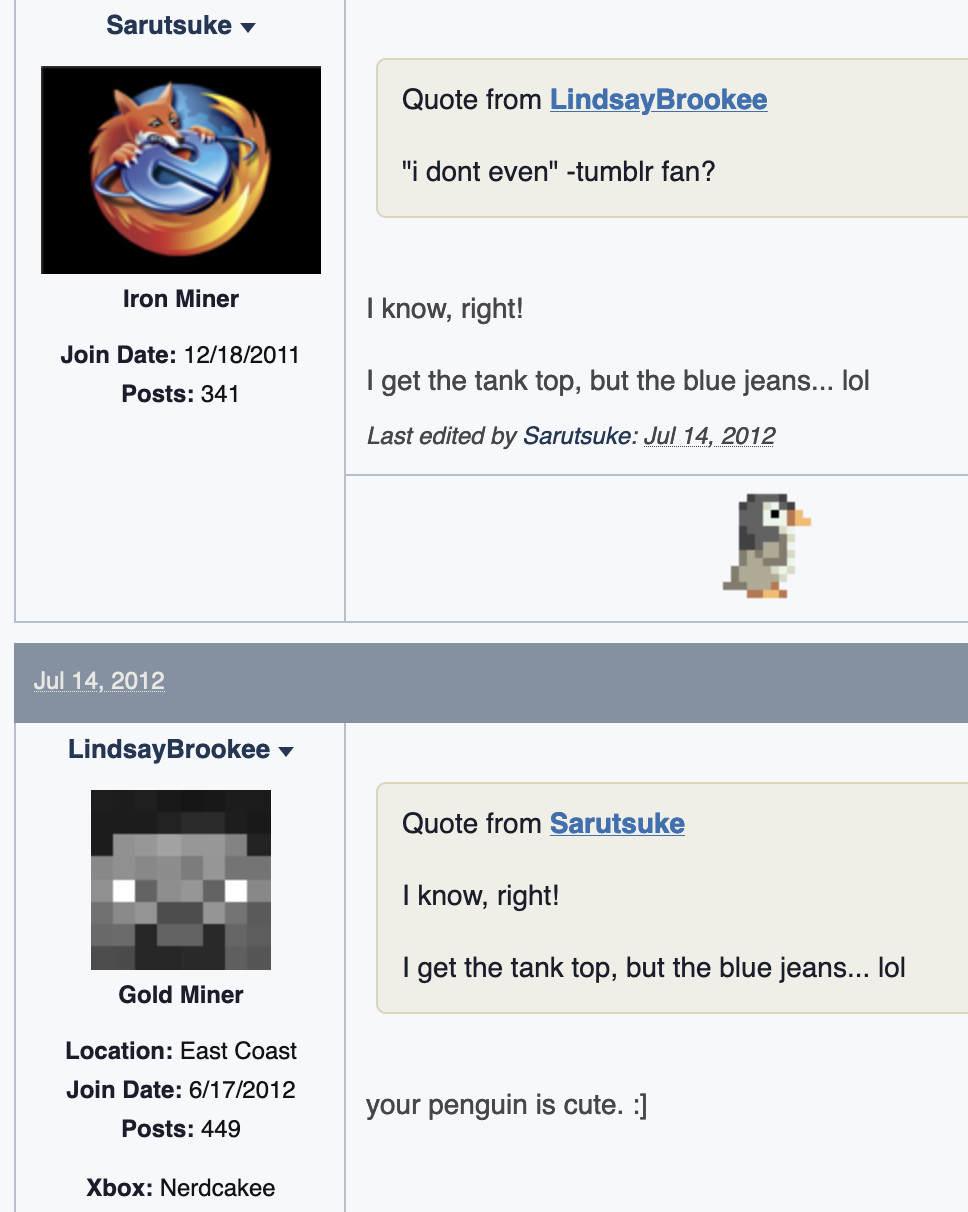 Sarutsuke
Quote from LindsayBrookee
"i dont even" -tumblr fan?
Iron Miner
Join Date: 12/18/2011
Posts: 341
I know, right!
I get the tank top, but the blue jeans... lol
Last edited by Sarutsuke: Jul 14, 2012
Jul 14, 2012
LindsayBrookee
Quote from Sarutsuke
I know, right!
I get the tank top, but the blue jeans... lol
Gold Miner
Location: East Coast
Join Date: 6/17/2012
Posts: 449
Xbox: Nerdcakee
your penguin is cute. :]